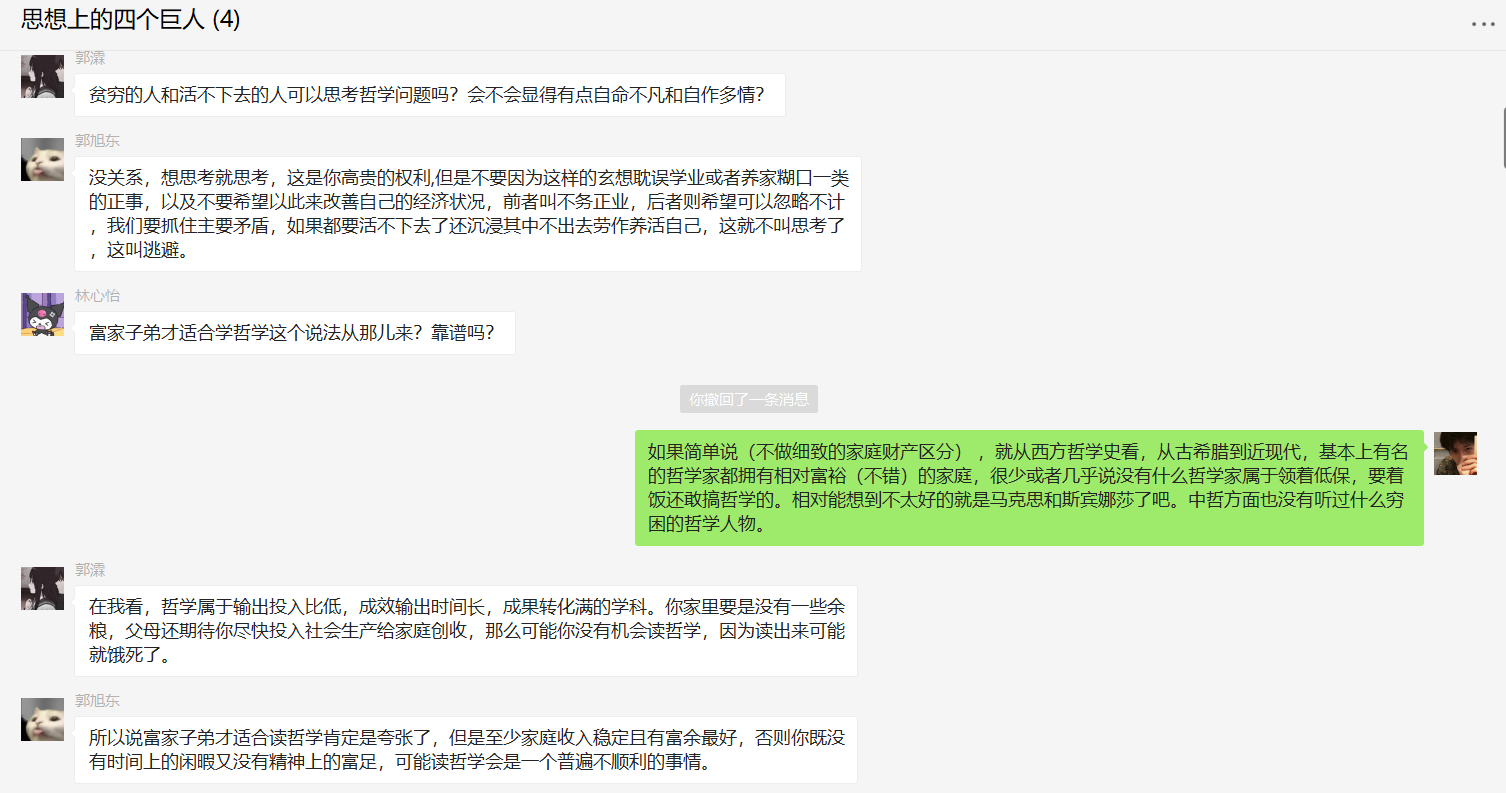 思想上的四个巨人 (4)
郭霖
贫穷的人和活不下去的人可以思考哲学问题吗？会不会显得有点自命不凡和自作多情？
郭旭东
没关系，想思考就思考，这是你高贵的权利,但是不要因为这样的玄想耽误学业或者养家糊口一类
的正事，以及不要希望以此来改善自己的经济状况，前者叫不务正业，后者则希望可以忽略不计
，我们要抓住主要矛盾，如果都要活不下去了还沉浸其中不出去劳作养活自己，这就不叫思考了
，这叫逃避。
林心怡
富家子弟才适合学哲学这个说法从那儿来？靠谱吗？
你撤回了一条消息
如果简单说（不做细致的家庭财产区分），就从西方哲学史看，从古希腊到近现代，基本上有名
的哲学家都拥有相对富裕（不错）的家庭，很少或者几乎说没有什么哲学家属于领着低保，要着
饭还敢搞哲学的。相对能想到不太好的就是马克思和斯宾娜莎了吧。中哲方面也没有听过什么穷
困的哲学人物。
郭霖
在我看，哲学属于输出投入比低，成效输出时间长，成果转化满的学科。你家里要是没有一些余
粮，父母还期待你尽快投入社会生产给家庭创收，那么可能你没有机会读哲学，因为读出来可能
就饿死了。
郭旭东
所以说富家子弟才适合读哲学肯定是夸张了，但是至少家庭收入稳定且有富余最好，否则你既没
有时间上的闲暇又没有精神上的富足，可能读哲学会是一个普遍不顺利的事情。